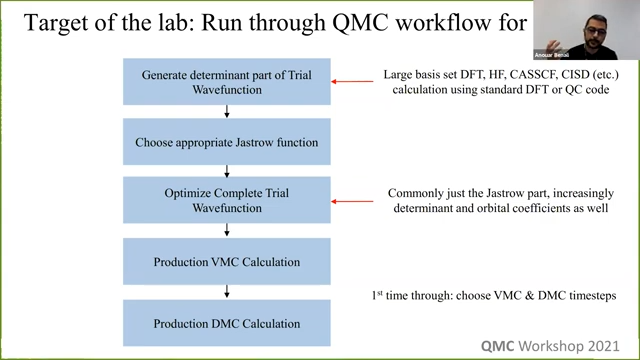 Target of the lab: Run through QMC workflow for
Anouar Benali
Generate determinant part of Trial
Wavefunction
Large basis set DFT, HF, CASSCF, CISD (etc.)
calculation using standard DFT or QC code
Choose appropriate Jastrow function
Optimize Complete Trial
Wavefunction
Commonly just the Jastrow part, increasingly
determinant and orbital coefficients as well
Production VMC Calculation
1st time through: choose VMC & DMC timesteps
Production DMC Calculation
QMC Workshop 2021